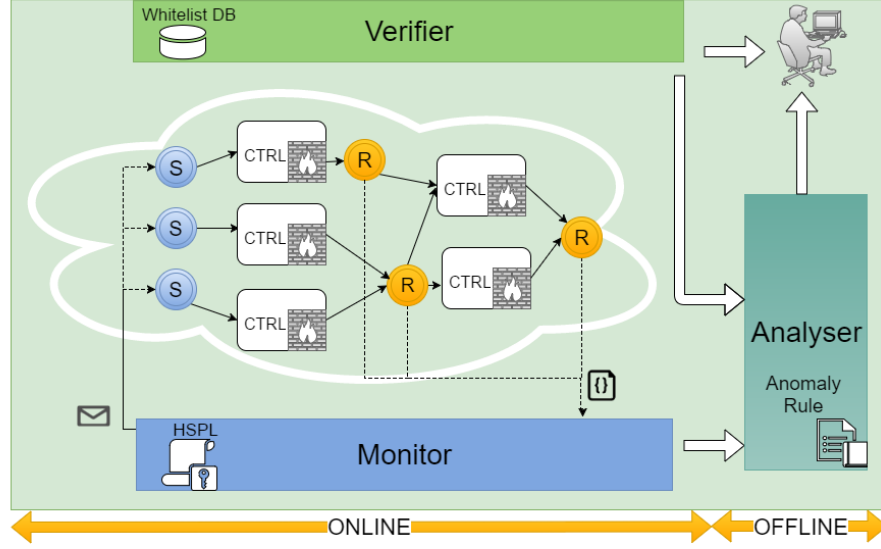 Whitelist DB
Verifier
S
CTRL
R
CTRL
S
CTRL
R
S
CTRL
R
CTRL
{}
Analyser
Anomaly
Rule
HSPL
Monitor
ONLINE
OFFLINE